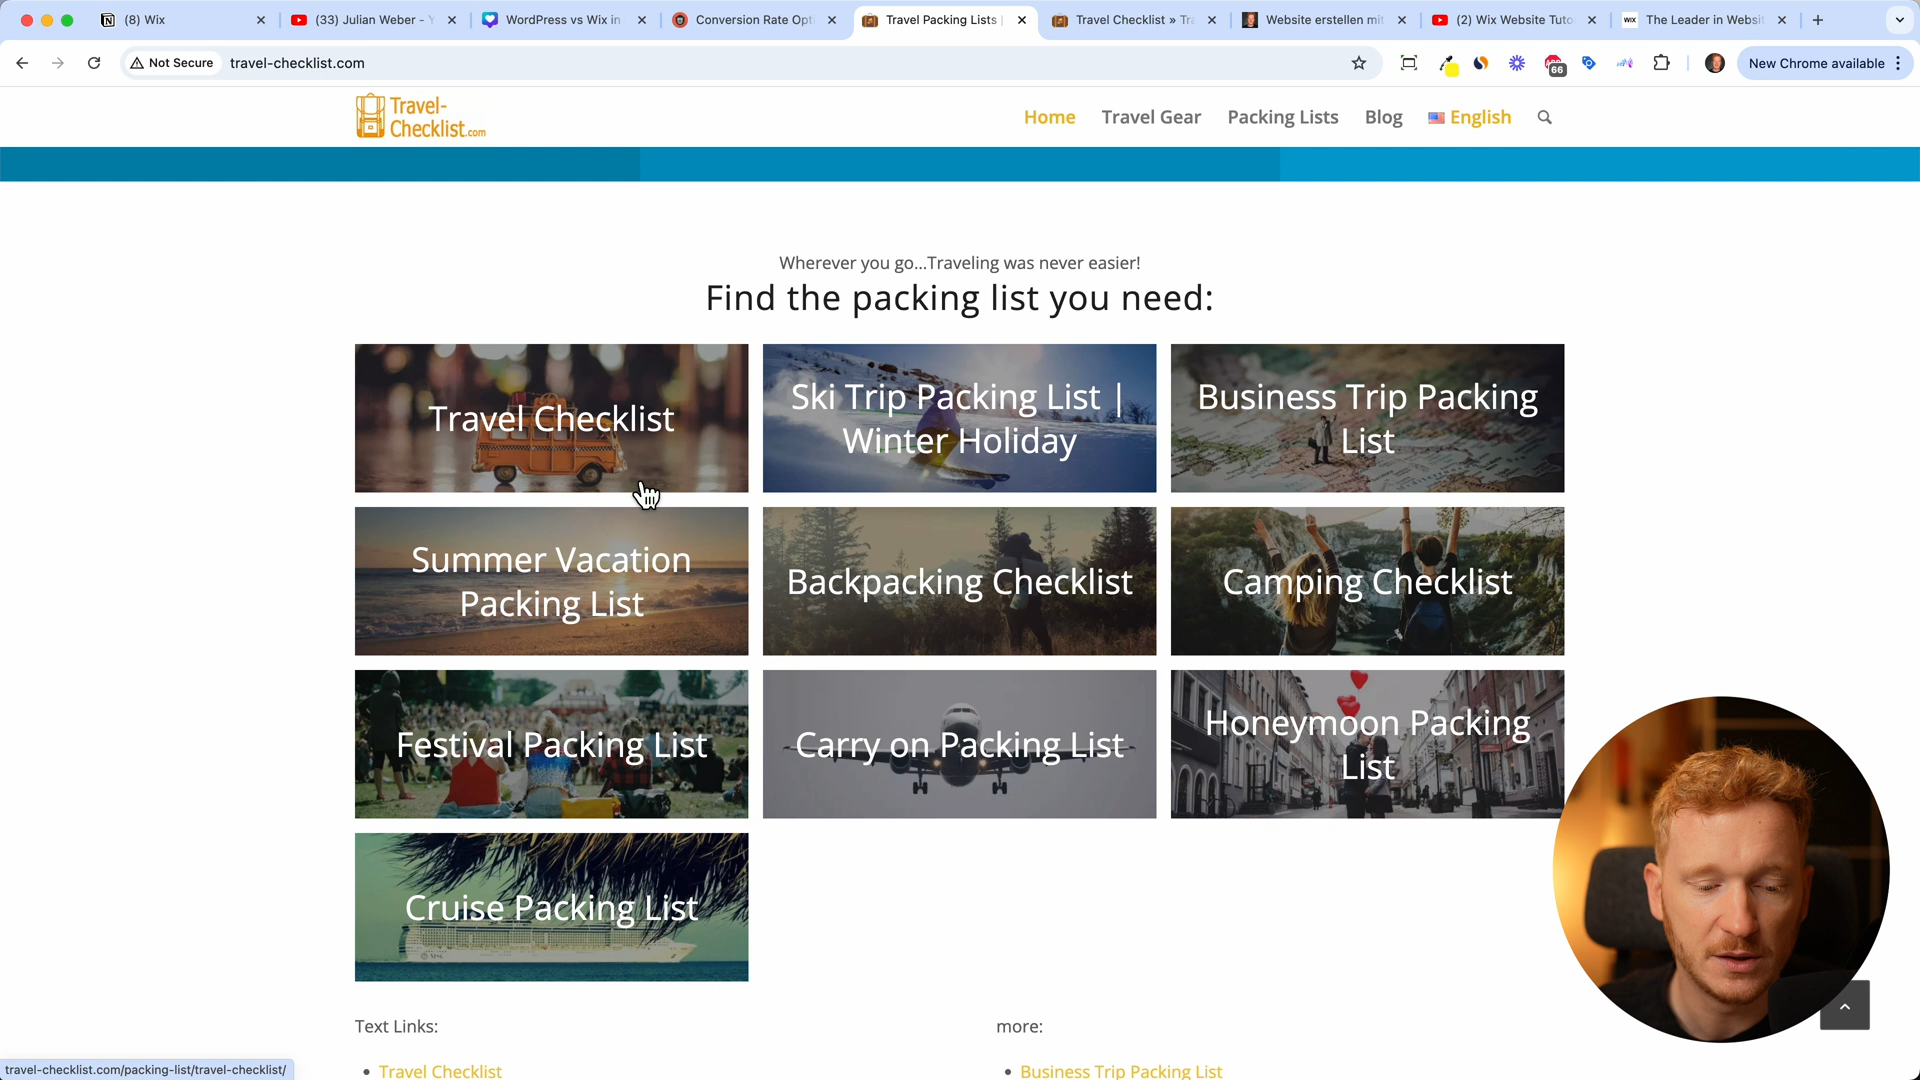 (8) Wix
(33) Julian Weber - Y
WordPress vs Wix in
Conversion Rate Opti
Travel Packing Lists |
Travel Checklist » Tra
Website erstellen mit
(2) Wix Website Tuto
The Leader in Websit
Not Secure
travel-checklist.com
66
New Chrome available
Travel-
Checklist.com
Home
Travel Gear
Packing Lists
Blog
English
Wherever you go...Traveling was never easier!
Find the packing list you need:
Travel Checklist
Ski Trip Packing List |
Winter Holiday
Business Trip Packing
List
Summer Vacation
Packing List
Backpacking Checklist
Camping Checklist
Festival Packing List
Carry on Packing List
Honeymoon Packing
List
Cruise Packing List
Text Links:
more:
Travel Checklist
Business Trip Packing List
travel-checklist.com/packing-list/travel-checklist/